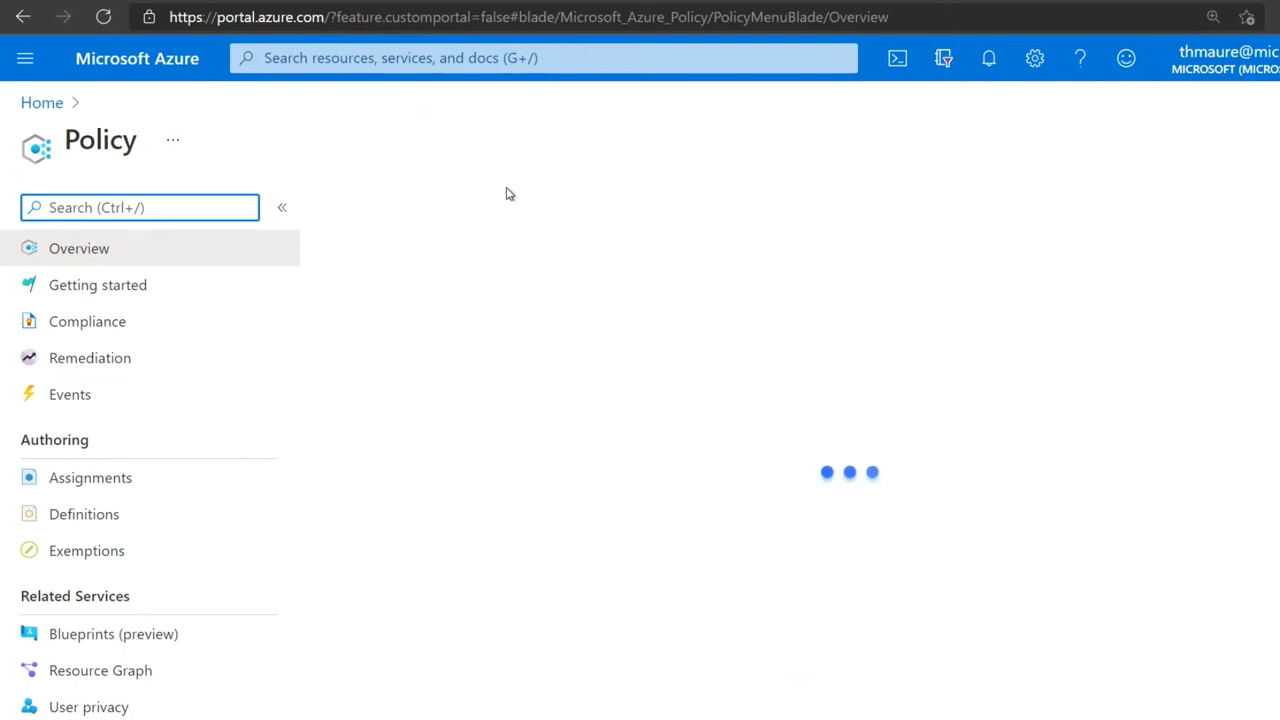 https://portal.azure.com/?feature.customportal=false#blade/Microsoft_Azure_Policy/PolicyMenuBlade/Overview
Microsoft Azure
Search resources, services, and docs (G+/)
thmaure@mic
MICROSOFT (MICRO
Home
Policy
Search (Ctrl+/)
Overview
Getting started
Compliance
Remediation
Events
Authoring
Assignments
Definitions
Exemptions
Related Services
Blueprints (preview)
Resource Graph
User privacy